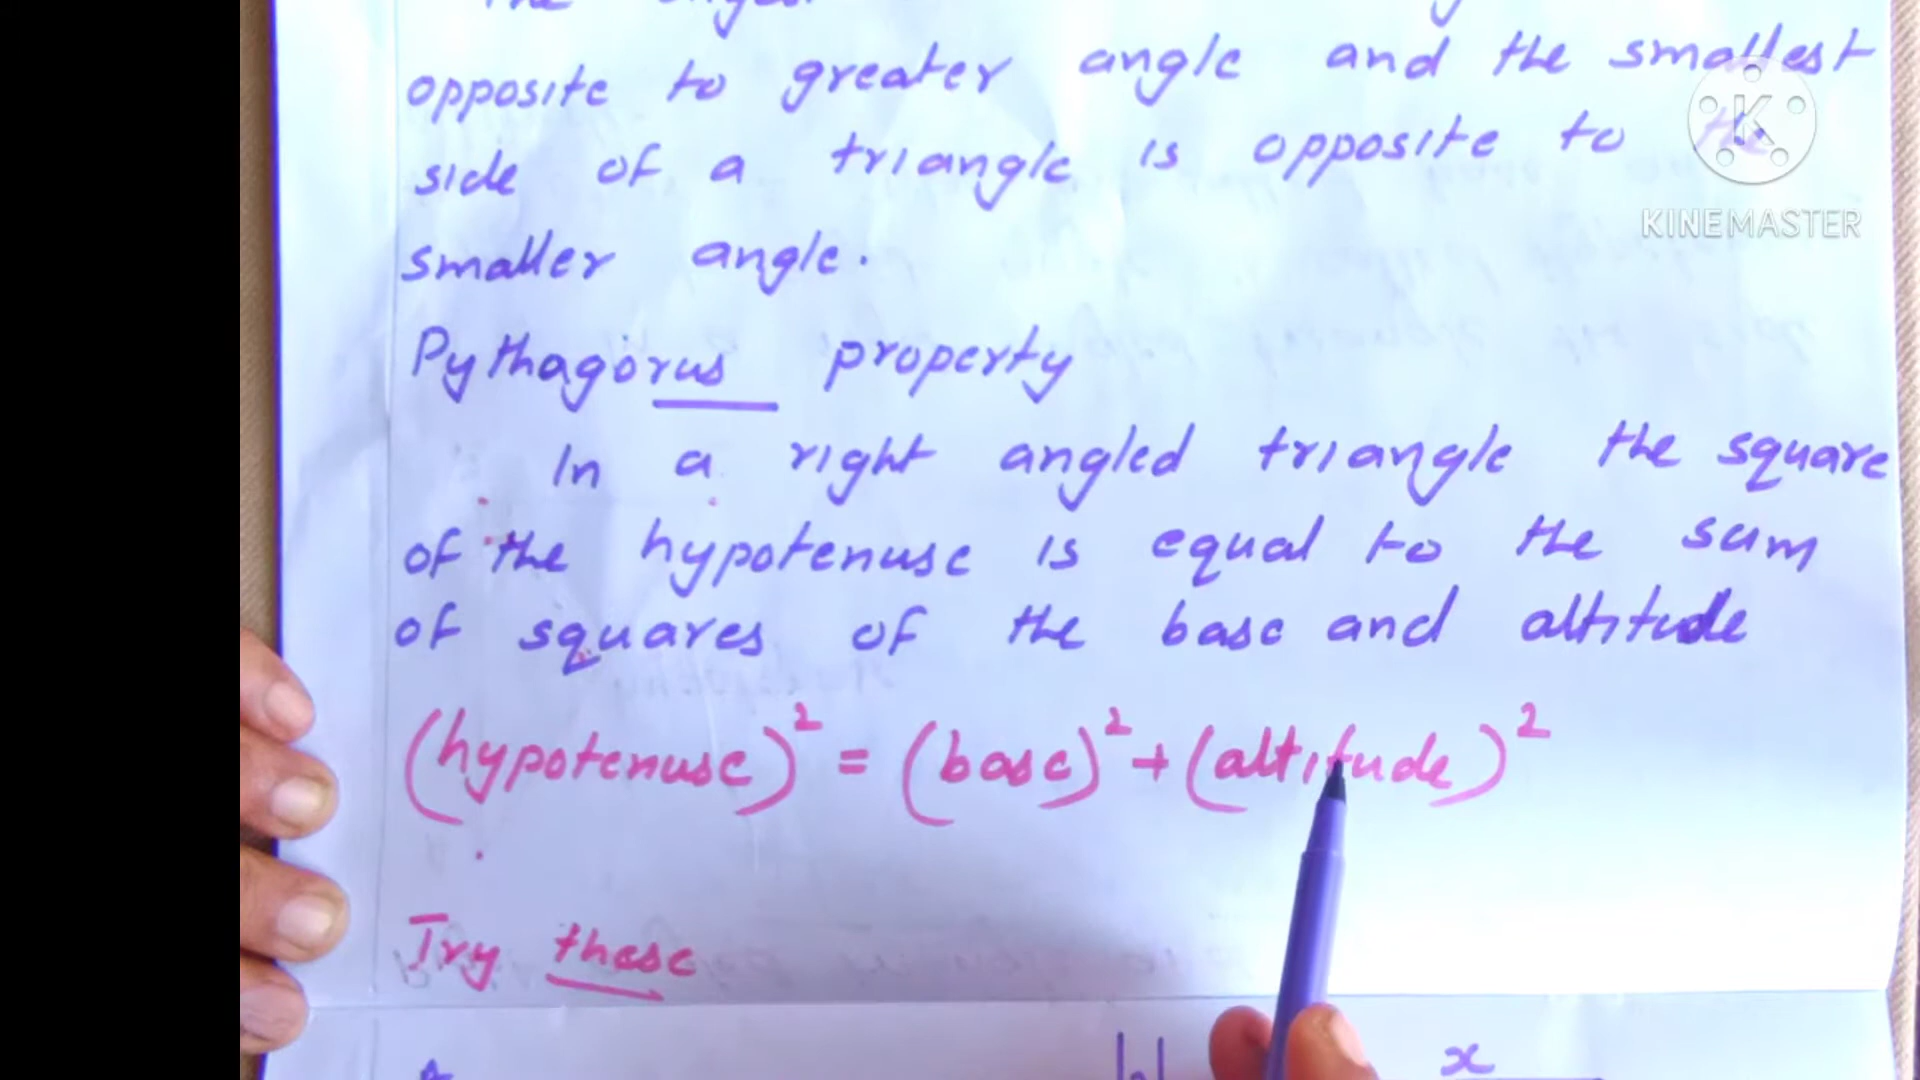 the
opposite to greater angle and the smallest
side of a triangle is opposite to the
smaller angle.
K
KINEMASTER
Pythagorus property
In a right angled triangle the square
of the hypotenuse is equal to the sum
of squares of the base and altitude
(hypotenuse)² = (base)² + (altitude)²
Try these
x